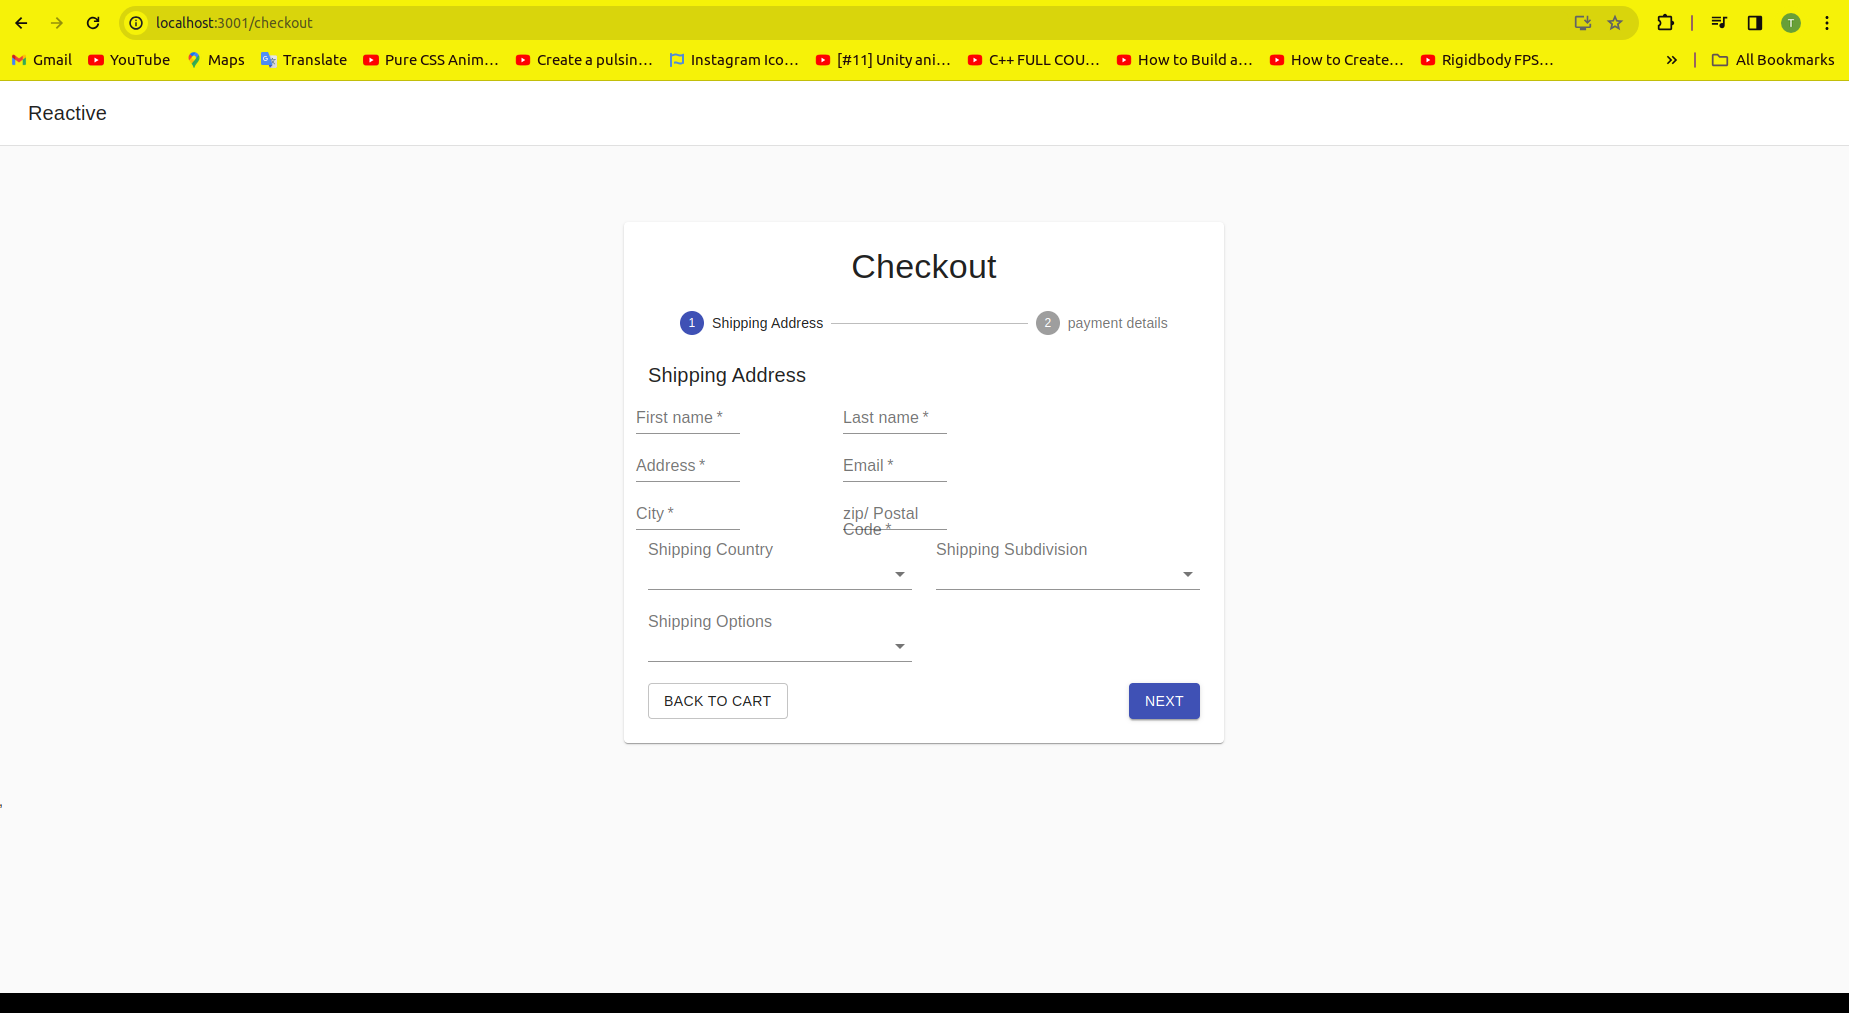 localhost:3001/checkout
T
Gmail YouTube Maps Translate Pure CSS Anim... Create a pulsin... Instagram Ico... [#11] Unity ani... C++ FULL COU... How to Build a... How to Create... Rigidbody FPS... » All Bookmarks
Reactive
Checkout
1 Shipping Address 2 payment details
Shipping Address
First name * Last name *
Address * Email *
City * zip/ Postal
Code *
Shipping Country Shipping Subdivision
Shipping Options
BACK TO CART NEXT
,